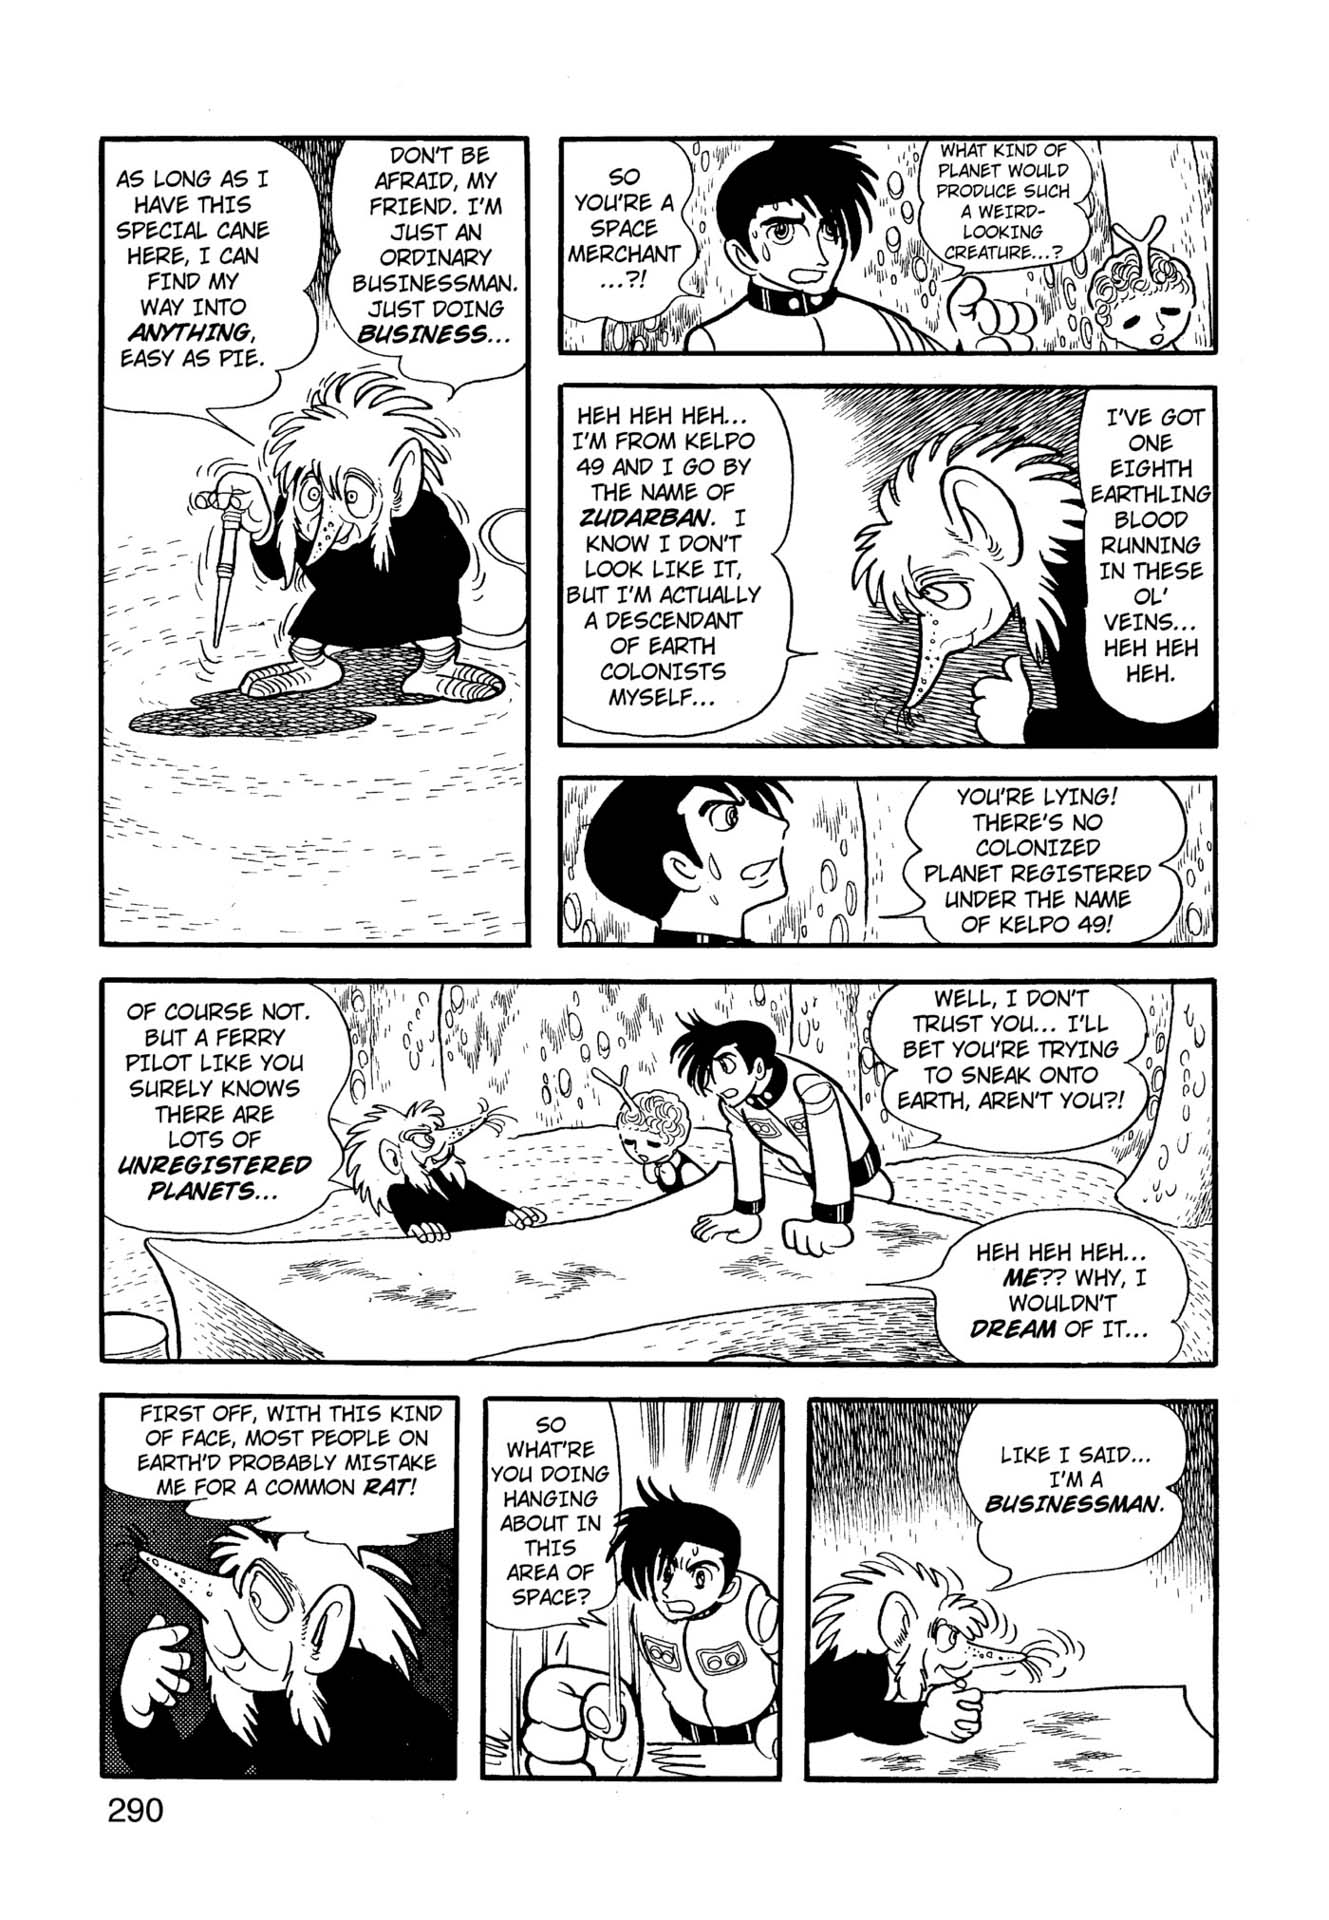 AS LONG AS I
HAVE THIS
SPECIAL CANE
HERE, I CAN
FIND MY
WAY INTO
ANYTHING,
EASY AS PIE.
DON'T BE
AFRAID, MY
FRIEND. I'M
JUST AN
ORDINARY
BUSINESSMAN.
JUST DOING
BUSINESS...
SO
YOU'RE A
SPACE
MERCHANT
...?!
WHAT KIND OF
PLANET WOULD
PRODUCE SUCH
A WEIRD-
LOOKING
CREATURE...?
HEH HEH HEH...
I'M FROM KELPO
49 AND I GO BY
THE NAME OF
ZUDARBAN. I
KNOW I DON'T
LOOK LIKE IT,
BUT I'M ACTUALLY
A DESCENDANT
OF EARTH
COLONISTS
MYSELF...
I'VE GOT
ONE
EIGHTH
EARTHLING
BLOOD
RUNNING
IN THESE
OL'
VEINS...
HEH HEH
HEH.
YOU'RE LYING!
THERE'S NO
COLONIZED
PLANET REGISTERED
UNDER THE NAME
OF KELPO 49!
OF COURSE NOT.
BUT A FERRY
PILOT LIKE YOU
SURELY KNOWS
THERE ARE
LOTS OF
UNREGISTERED
PLANETS...
WELL, I DON'T
TRUST YOU... I'LL
BET YOU'RE TRYING
TO SNEAK ONTO
EARTH, AREN'T YOU?!
HEH HEH HEH...
ME?? WHY, I
WOULDN'T
DREAM OF IT...
FIRST OFF, WITH THIS KIND
OF FACE, MOST PEOPLE ON
EARTH'D PROBABLY MISTAKE
ME FOR A COMMON RAT!
SO
WHAT'RE
YOU DOING
HANGING
ABOUT IN
THIS
AREA OF
SPACE?
LIKE I SAID...
I'M A
BUSINESSMAN.
290